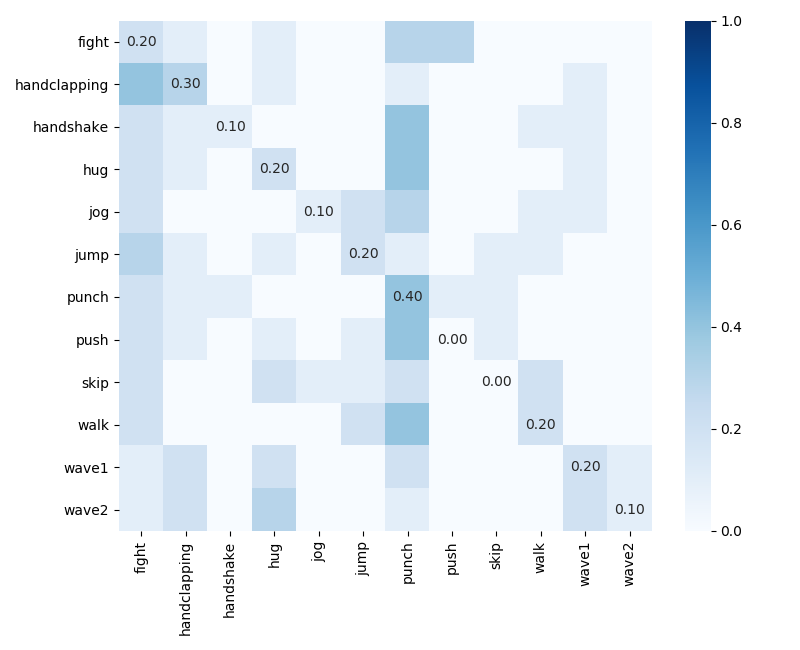 fight 0.20
handclapping 0.30
handshake 0.10
hug 0.20
jog 0.10
jump 0.20
punch 0.40
push 0.00
skip 0.00
walk 0.20
wave1 0.20
wave2 0.10
fight handclapping handshake hug jog jump punch push skip walk wave1 wave2
1.0
0.8
0.6
0.4
0.2
0.0